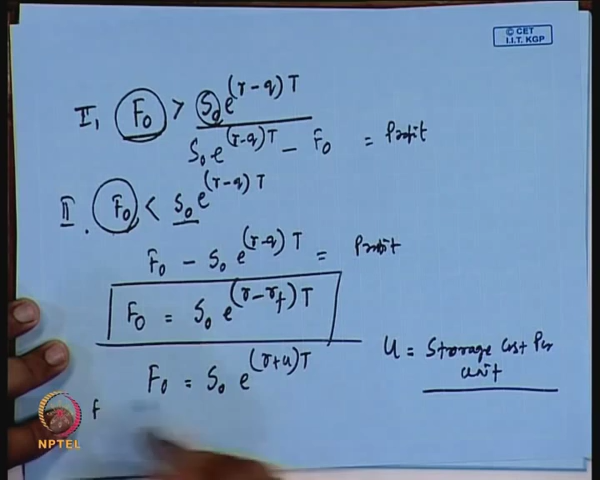 © CET
I.I.T. KGP
I, F₀ > S₀e^(r-q)T
S₀e^(r-q)T - F₀ = Profit
II. F₀ < S₀e^(r-q)T
F₀ - S₀e^(r-q)T = Profit
F₀ = S₀e^(r-r_f)T
F₀ = S₀e^(r+u)T
U = Storage Cost Per
unit
F
NPTEL